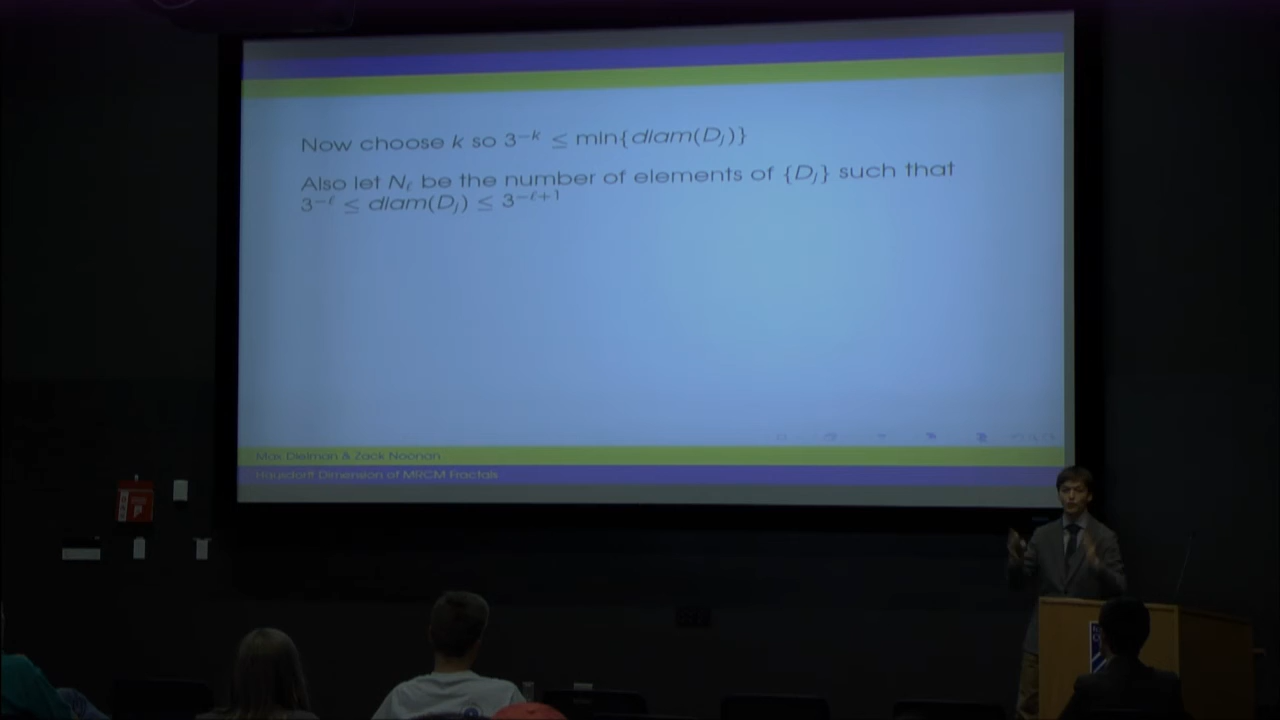 Now choose k so 3^{-k} ≤ min{diam(D_j)}
Also let N_ℓ be the number of elements of {D_j} such that
3^{-ℓ} ≤ diam(D_j) ≤ 3^{-ℓ+1}
Max Dielman & Zack Noonan
Hausdorff Dimension of MRCM Fractals